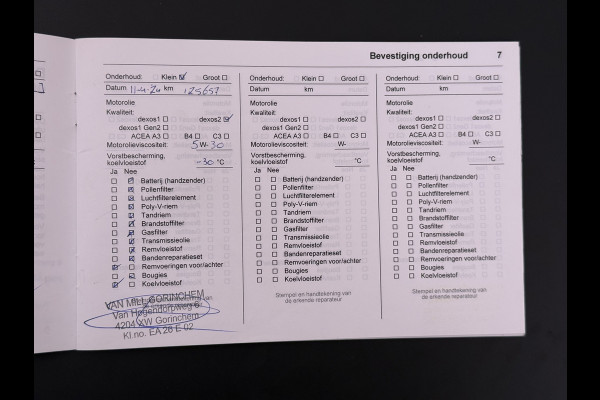 Bevestiging onderhoud 7
Onderhoud: Klein ☑ Groot ☐
Datum 11-4-24 km 125657
Motorolie
Kwaliteit:
dexos1 ☐ dexos2 ☑
dexos1 Gen2 ☐
ACEA A3 ☐ B4 ☐ C3 ☐
Motorolieviscositeit: 5W-30
Vorstbescherming,
koelvloeistof -30 °C
Ja Nee
☐ ☑ Batterij (handzender)
☐ ☑ Pollenfilter
☐ ☑ Luchtfilterelement
☐ ☑ Poly-V-riem
☐ ☑ Tandriem
☐ ☑ Brandstoffilter
☐ ☑ Gasfilter
☐ ☑ Transmissieolie
☐ ☑ Remvloeistof
☐ ☑ Bandenreparatieset
☑ ☐ Remvoeringen voor/achter
☐ ☑ Bougies
☑ ☐ Koelvloeistof
VAN MILL GORINCHEM
Van Hogendorpweg 6
4204 XW Gorinchem
Kl.no. EA 26 E 02
Onderhoud: Klein ☐ Groot ☐
Datum km
Motorolie
Kwaliteit:
dexos1 ☐ dexos2 ☐
dexos1 Gen2 ☐
ACEA A3 ☐ B4 ☐ C3 ☐
Motorolieviscositeit: W-
Vorstbescherming,
koelvloeistof °C
Ja Nee
☐ ☐ Batterij (handzender)
☐ ☐ Pollenfilter
☐ ☐ Luchtfilterelement
☐ ☐ Poly-V-riem
☐ ☐ Tandriem
☐ ☐ Brandstoffilter
☐ ☐ Gasfilter
☐ ☐ Transmissieolie
☐ ☐ Remvloeistof
☐ ☐ Bandenreparatieset
☐ ☐ Remvoeringen voor/achter
☐ ☐ Bougies
☐ ☐ Koelvloeistof
Stempel en handtekening van
de erkende reparateur
Onderhoud: Klein ☐ Groot ☐
Datum km
Motorolie
Kwaliteit:
dexos1 ☐ dexos2 ☐
dexos1 Gen2 ☐
ACEA A3 ☐ B4 ☐ C3 ☐
Motorolieviscositeit: W-
Vorstbescherming,
koelvloeistof °C
Ja Nee
☐ ☐ Batterij (handzender)
☐ ☐ Pollenfilter
☐ ☐ Luchtfilterelement
☐ ☐ Poly-V-riem
☐ ☐ Tandriem
☐ ☐ Brandstoffilter
☐ ☐ Gasfilter
☐ ☐ Transmissieolie
☐ ☐ Remvloeistof
☐ ☐ Bandenreparatieset
☐ ☐ Remvoeringen voor/achter
☐ ☐ Bougies
☐ ☐ Koelvloeistof
Stempel en handtekening van
de erkende reparateur